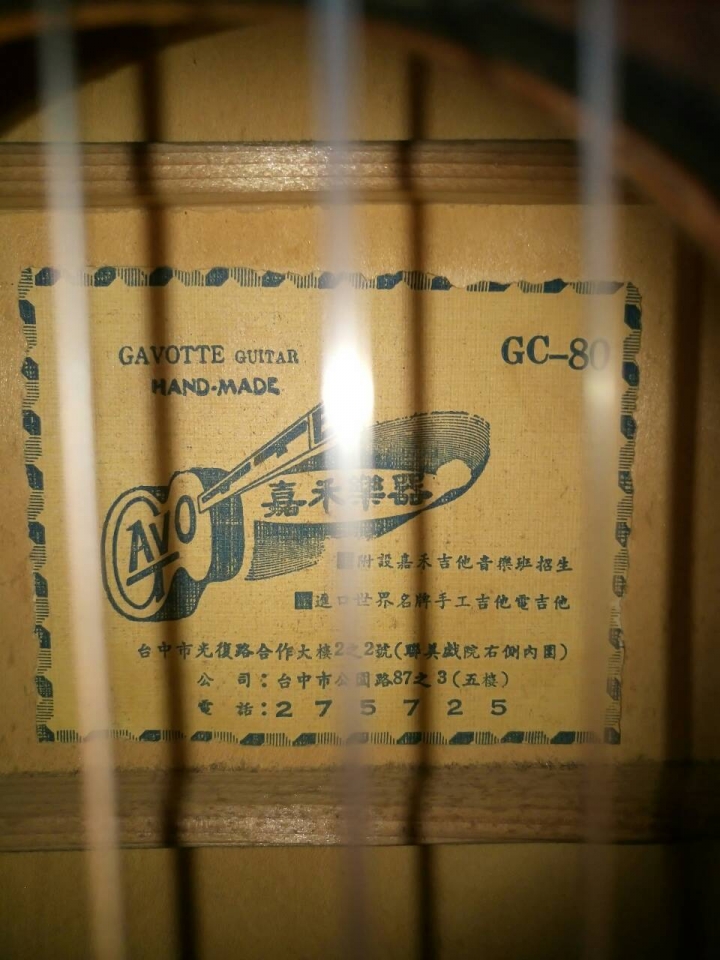 GAVOTTE GUITAR
GC-80
HAND-MADE
GAVOT
嘉禾樂器
附設嘉禾吉他音樂班招生
進口世界名牌手工吉他電吉他
台中市光復路合作大樓2之2號(聯美戲院右側內圍)
公 司:台中市公園路87之3(五樓)
電 話:275725